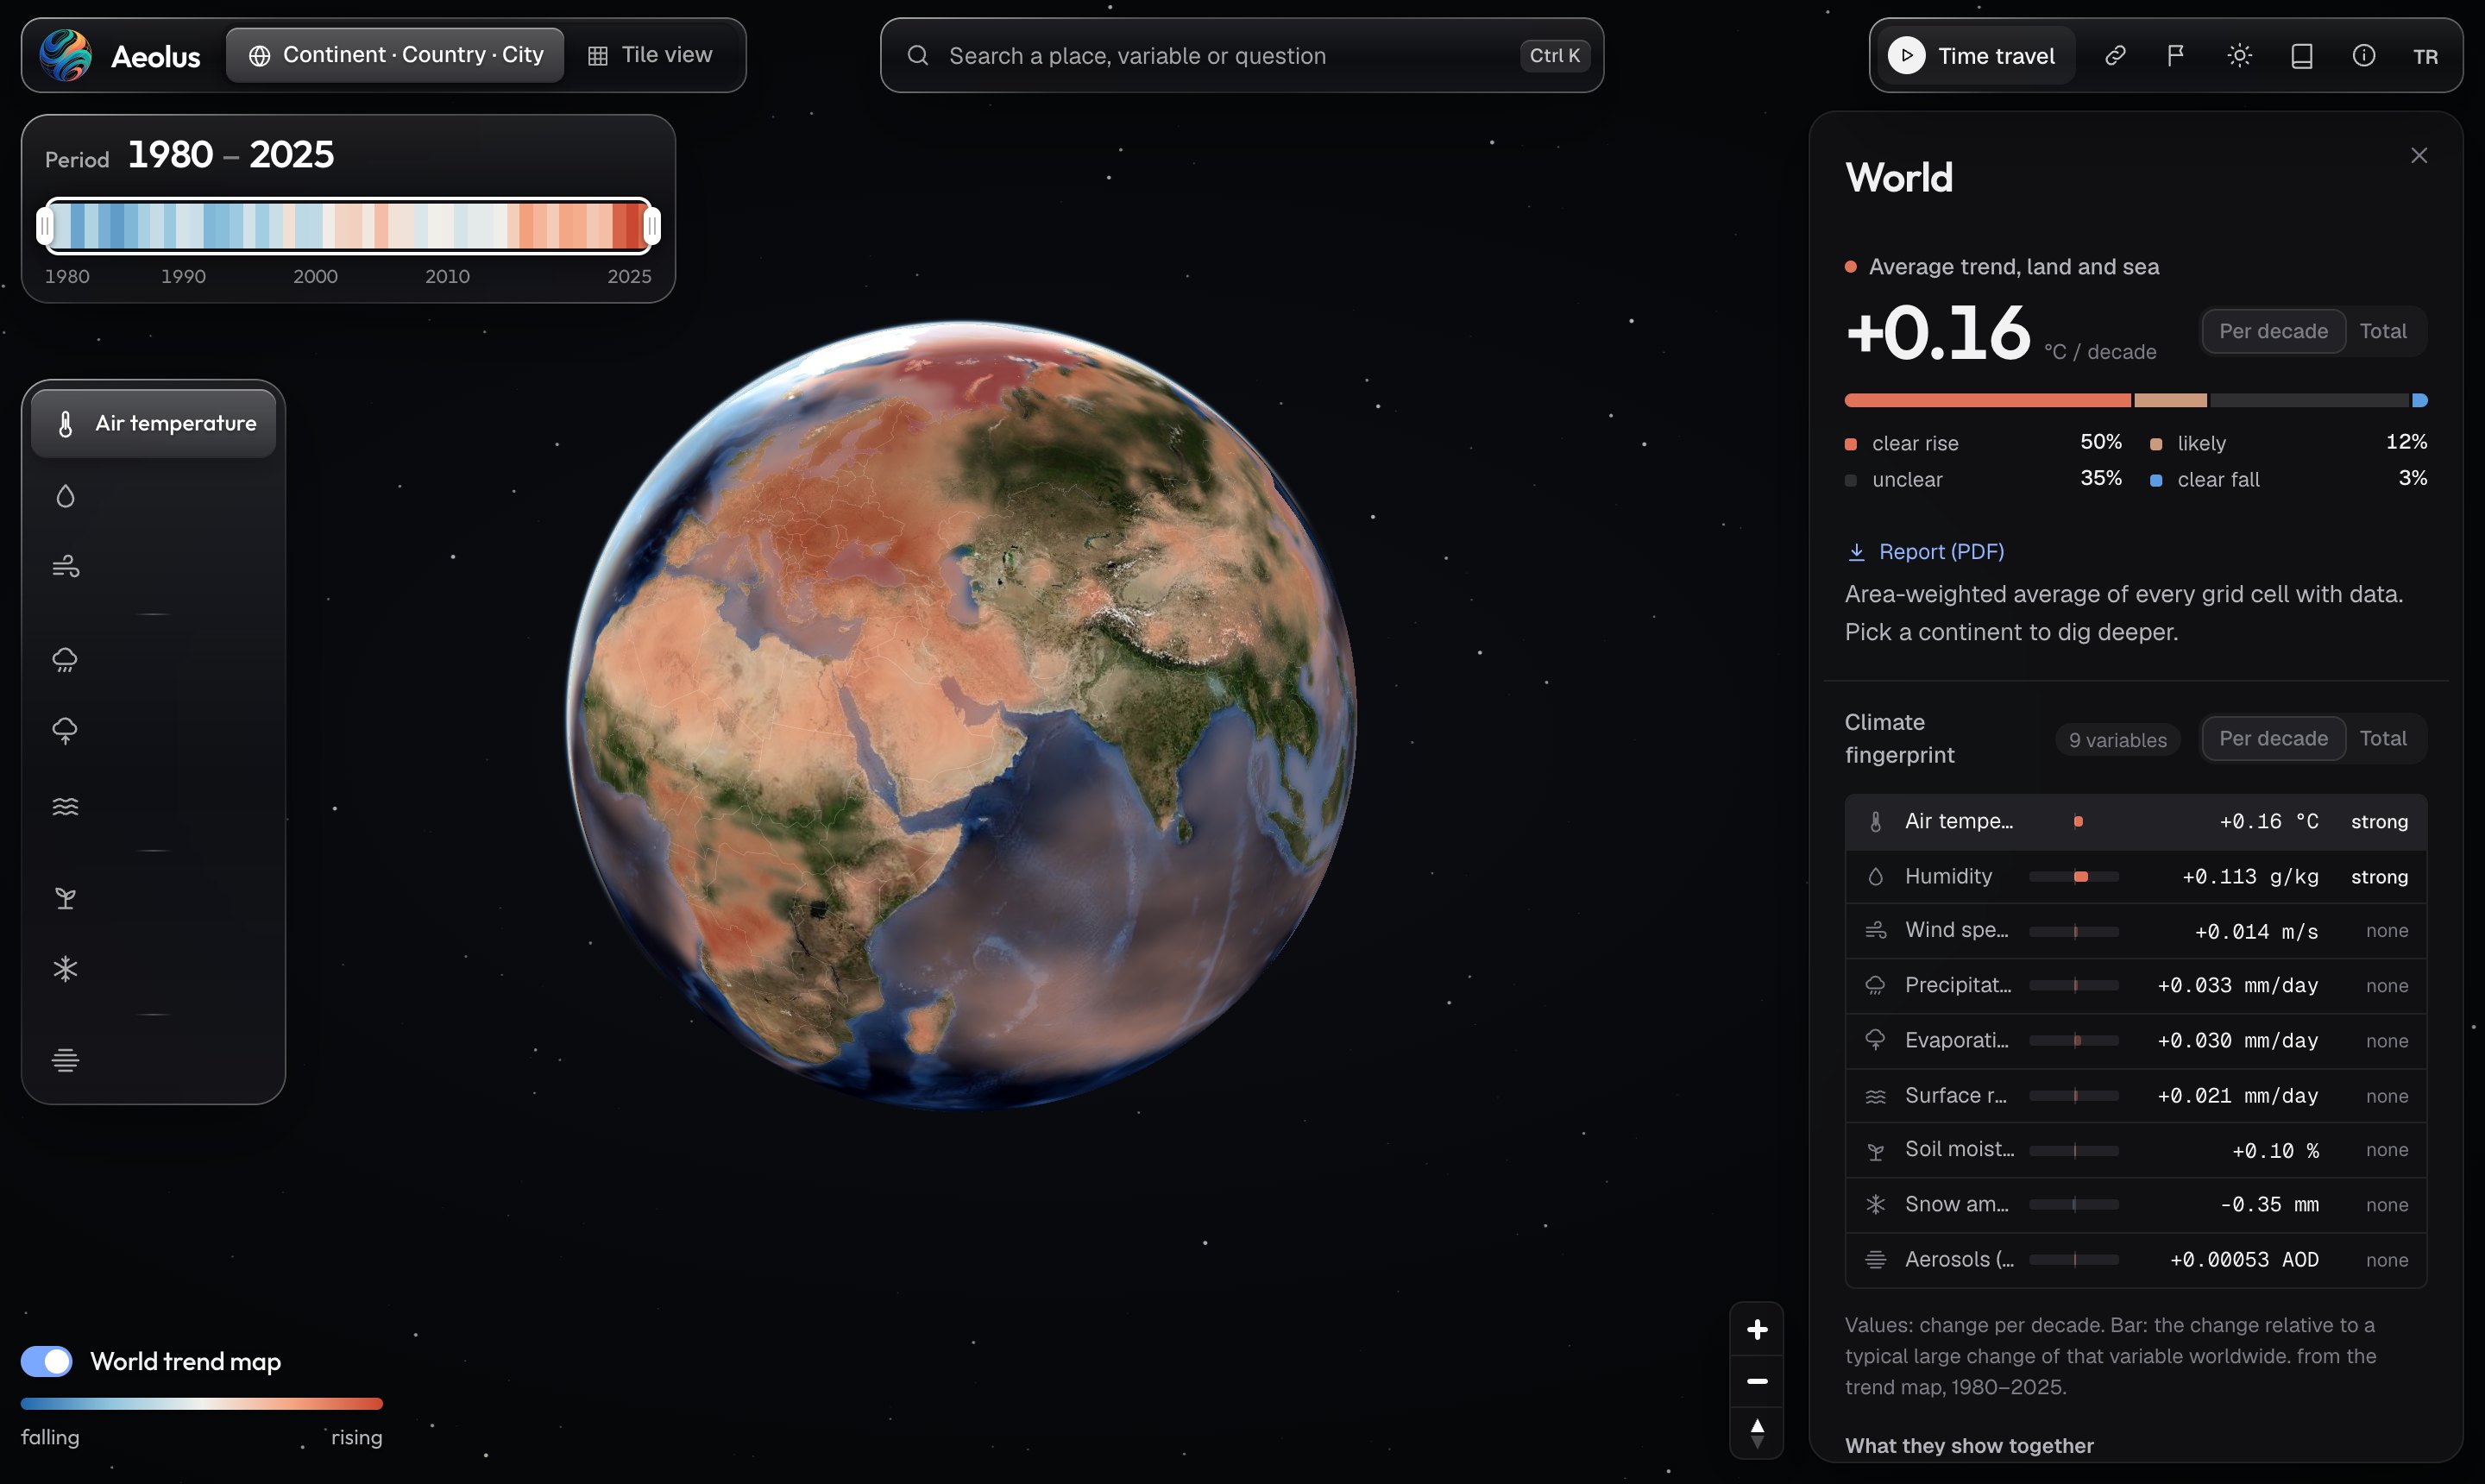 Aeolus
Continent · Country · City
Tile view
Search a place, variable or question
Ctrl K
Time travel
TR
Period 1980 – 2025
1980 1990 2000 2010 2025
Air temperature
World trend map
falling rising
World
Average trend, land and sea
+0.16 °C / decade
Per decade Total
clear rise 50% likely 12%
unclear 35% clear fall 3%
Report (PDF)
Area-weighted average of every grid cell with data.
Pick a continent to dig deeper.
Climate
fingerprint
9 variables
Per decade Total
Air tempe... +0.16 °C strong
Humidity +0.113 g/kg strong
Wind spe... +0.014 m/s none
Precipitat... +0.033 mm/day none
Evaporati... +0.030 mm/day none
Surface r... +0.021 mm/day none
Soil moist... +0.10 % none
Snow am... -0.35 mm none
Aerosols (... +0.00053 AOD none
Values: change per decade. Bar: the change relative to a
typical large change of that variable worldwide. from the
trend map, 1980–2025.
What they show together